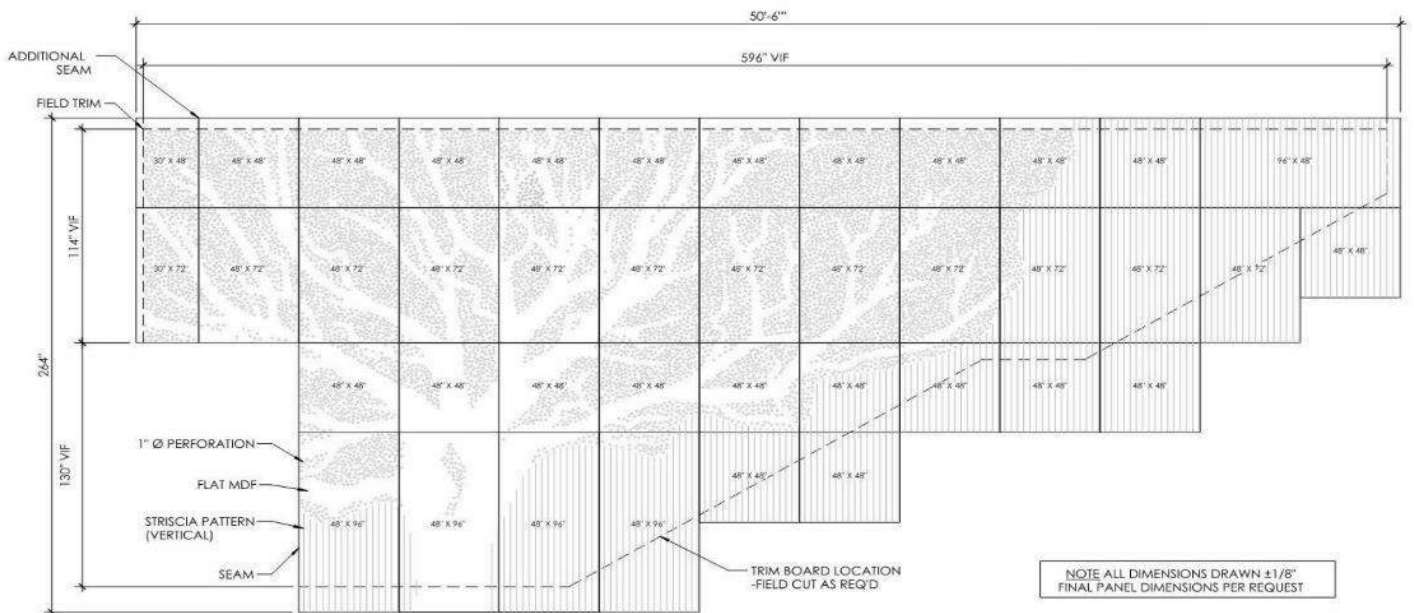 50'-6""
596" VIF
ADDITIONAL
SEAM
FIELD TRIM
30" X 48"
48" X 48"
48" X 48"
48" X 48"
48" X 48"
48" X 48"
48" X 48"
48" X 48"
48" X 48"
48" X 48"
48" X 48"
96" X 48"
114" VIF
30" X 72"
48" X 72"
48" X 72"
48" X 72"
48" X 72"
48" X 72"
48" X 72"
48" X 72"
48" X 72"
48" X 72"
48" X 72"
48" X 72"
48" X 48"
264"
48" X 48"
48" X 48"
48" X 48"
48" X 48"
48" X 48"
48" X 48"
48" X 48"
48" X 48"
48" X 48"
130" VIF
1" Ø PERFORATION
FLAT MDF
STRISCIA PATTERN
(VERTICAL)
SEAM
48" X 48"
48" X 48"
48" X 96"
48" X 96"
48" X 96"
48" X 96"
TRIM BOARD LOCATION
-FIELD CUT AS REQ'D
NOTE ALL DIMENSIONS DRAWN ±1/8"
FINAL PANEL DIMENSIONS PER REQUEST